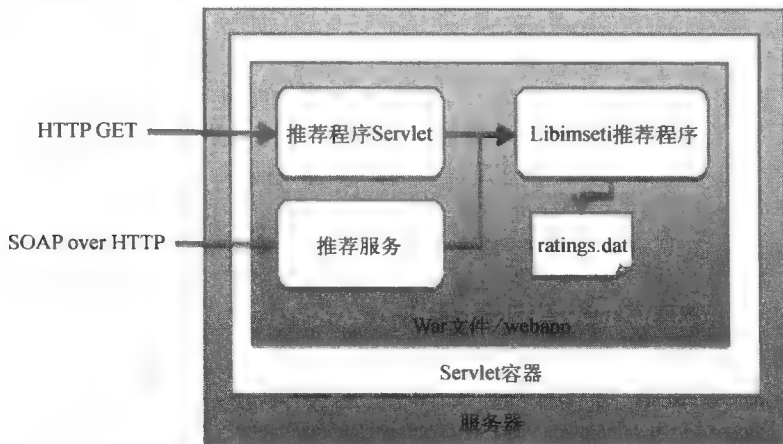 HTTP GET
推荐程序Servlet
Libimseti推荐程序
SOAP over HTTP
推荐服务
ratings.dat
War文件/webapp
Servlet容器
服务器